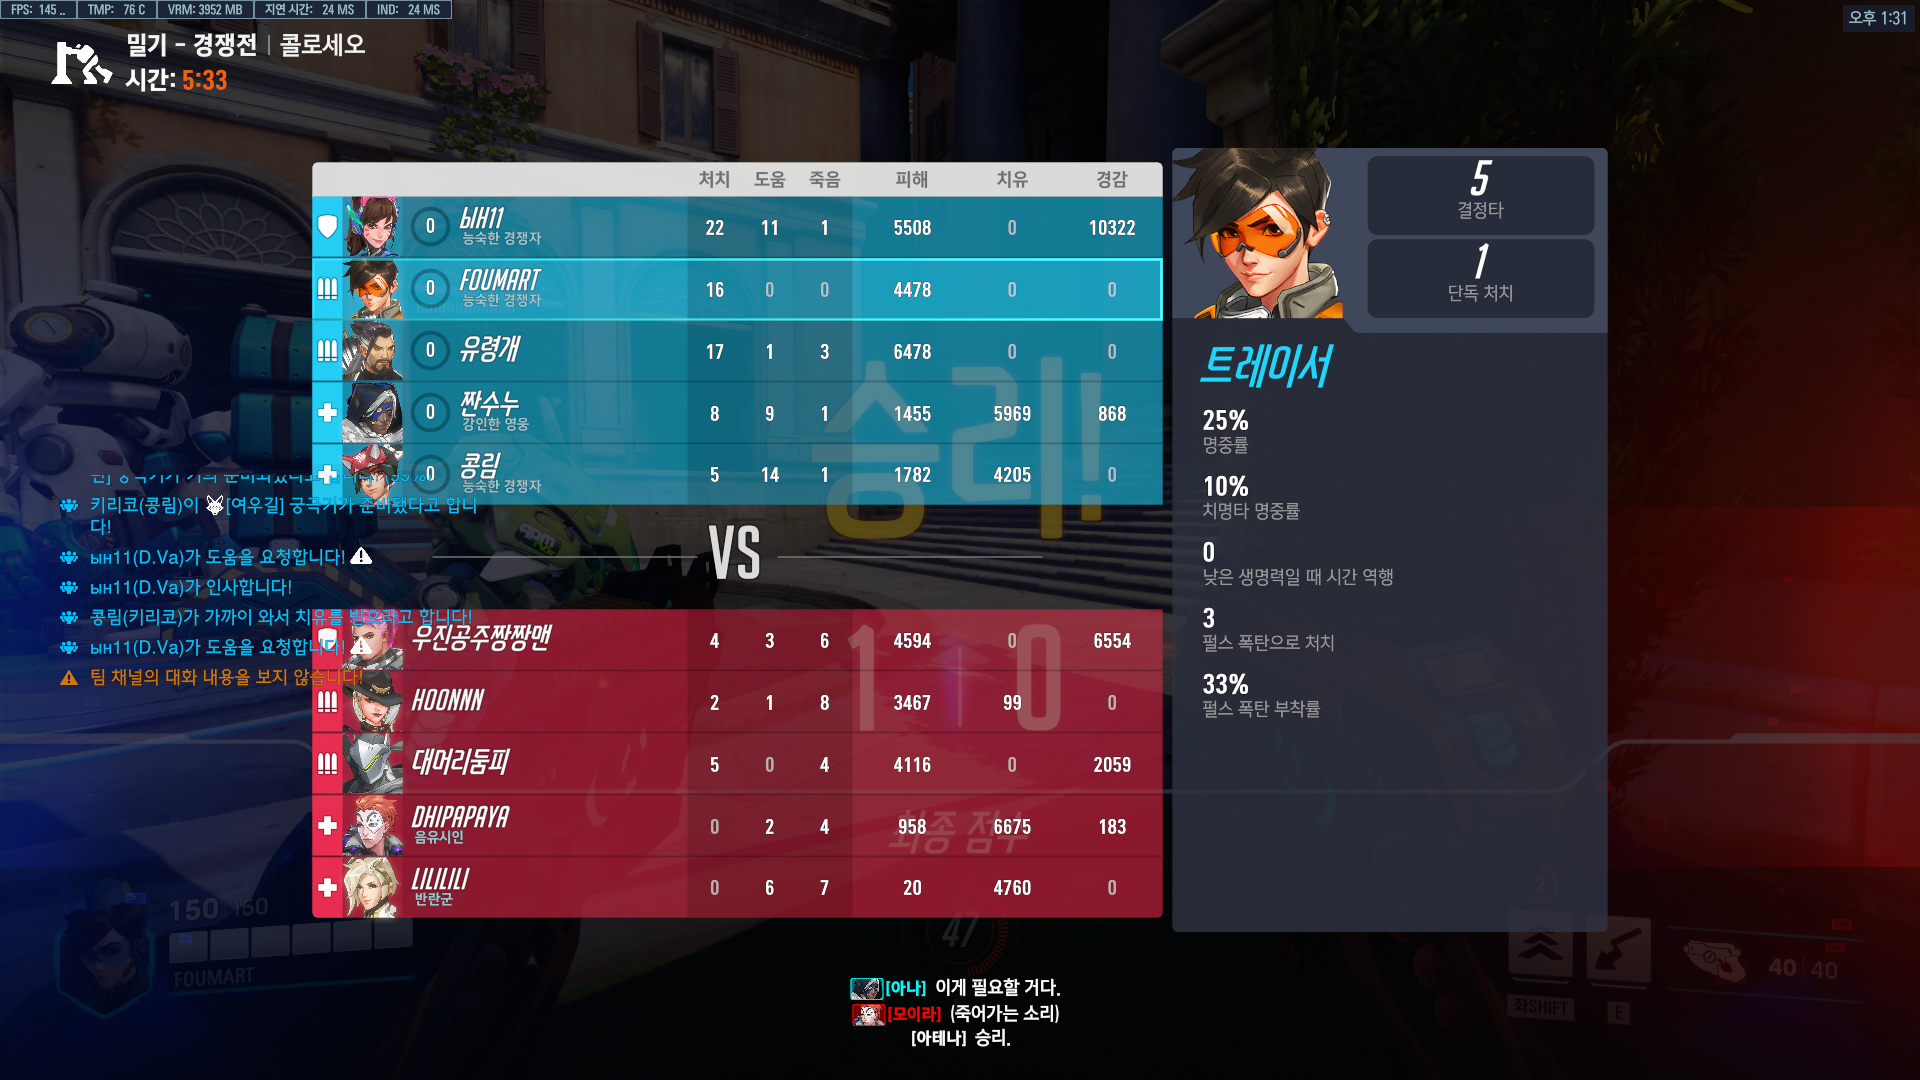 FPS: 145 ..
TMP: 76 C
VRM: 3952 MB
지연 시간: 24 MS
IND: 24 MS
오후 1:31
밀기 - 경쟁전 | 콜로세오
시간: 5:33
처치 도움 죽음 피해 치유 경감
0 ЫН11 22 11 1 5508 0 10322
능숙한 경쟁자
0 FOUMART 16 0 0 4478 0 0
능숙한 경쟁자
0 유령개 17 1 3 6478 0 0
0 짠수누 8 9 1 1455 5969 868
강인한 영웅
0 콩림 5 14 1 1782 4205 0
능숙한 경쟁자
승리!
키리코(콩림)이 [여우길] 궁극기가 준비됐다고 합니
다!
ын11(D.Va)가 도움을 요청합니다!
ын11(D.Va)가 인사합니다!
콩림(키리코)가 가까이 와서 치유를 받으라고 합니다!
ын11(D.Va)가 도움을 요청합니다!
팀 채널의 대화 내용을 보지 않습니다!
VS
우진공주짱짱맨 4 3 6 4594 0 6554
HOONNN 2 1 8 3467 99 0
대머리둠피 5 0 4 4116 0 2059
DHIPAPAYA 0 2 4 958 6675 183
음유시인
LILILILI 0 6 7 20 4760 0
반란군
1 0
최종 점수
5
결정타
1
단독 처치
트레이서
25%
명중률
10%
치명타 명중률
0
낮은 생명력일 때 시간 역행
3
펄스 폭탄으로 처치
33%
펄스 폭탄 부착률
150 150
FOUMART
47
2
좌SHIFT
E
40 40
[아나] 이게 필요할 거다.
[모이라] (죽어가는 소리)
[아테나] 승리.